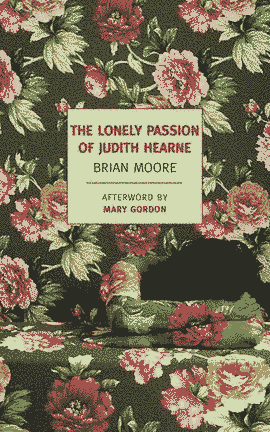 THE LONELY PASSION
OF JUDITH HEARNE
BRIAN MOORE
AFTERWORD BY
MARY GORDON